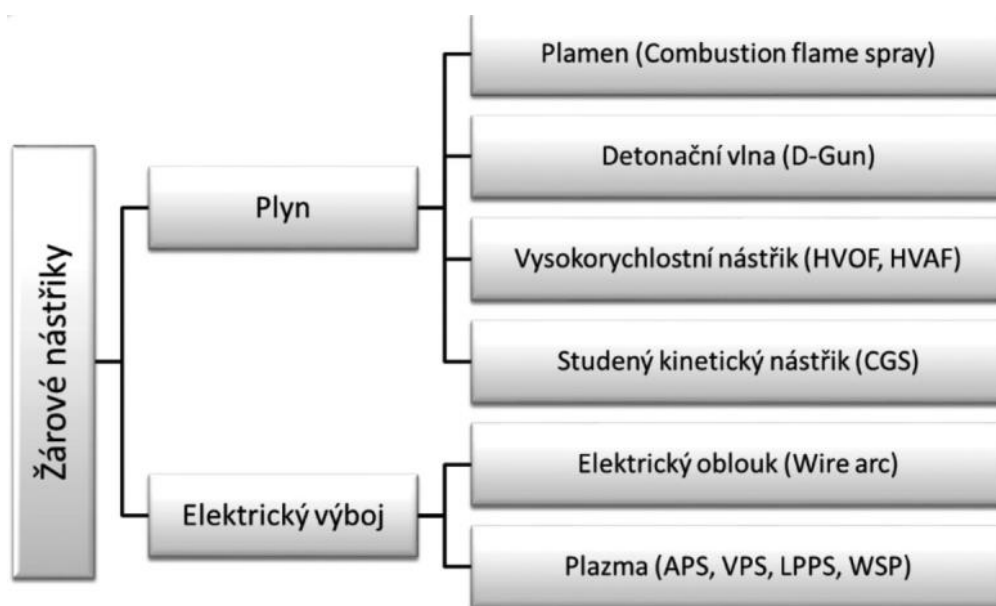 Žárové nástřiky
Plyn
Plamen (Combustion flame spray)
Detonační vlna (D-Gun)
Vysokorychlostní nástřik (HVOF, HVAF)
Studený kinetický nástřik (CGS)
Elektrický výboj
Elektrický oblouk (Wire arc)
Plazma (APS, VPS, LPPS, WSP)